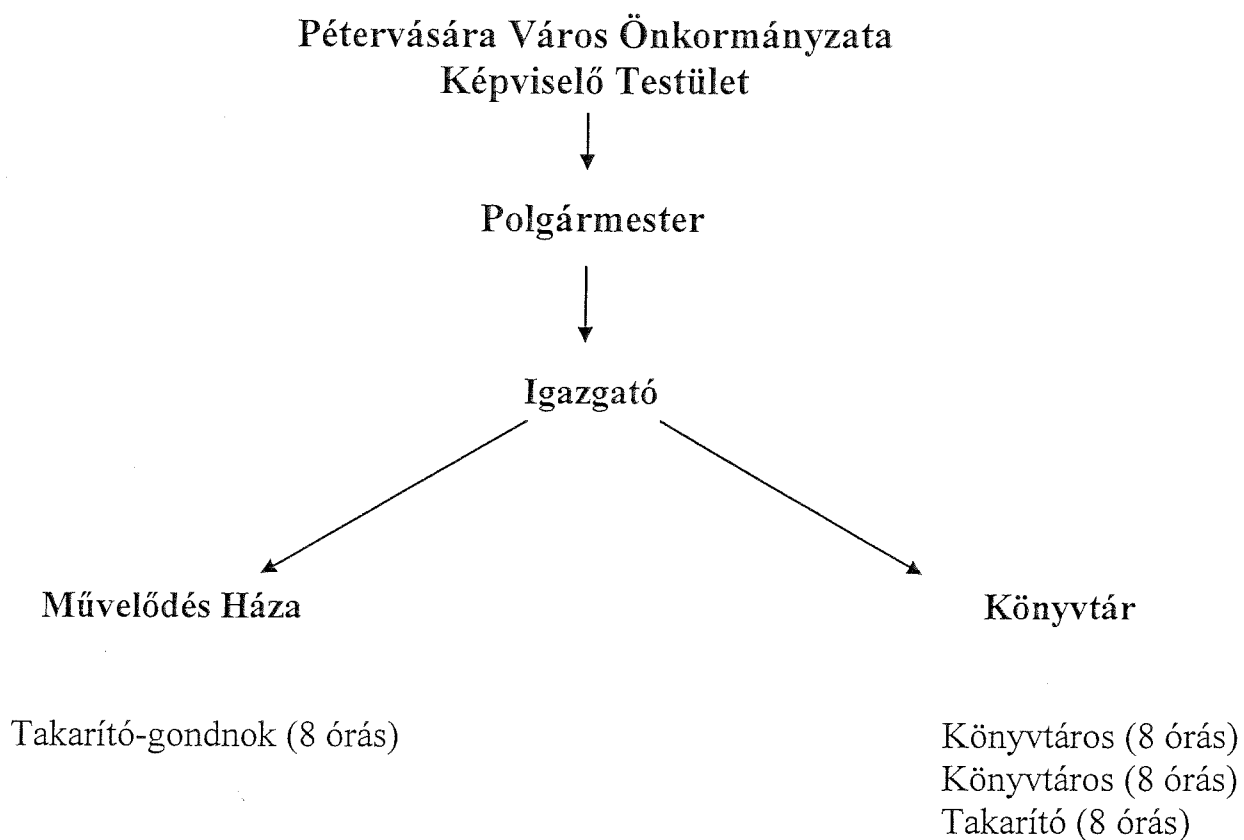 Pétervására Város Önkormányzata
Képviselő Testület
Polgármester
Igazgató
Művelődés Háza
Könyvtár
Takarító-gondnok (8 órás)
Könyvtáros (8 órás)
Könyvtáros (8 órás)
Takarító (8 órás)